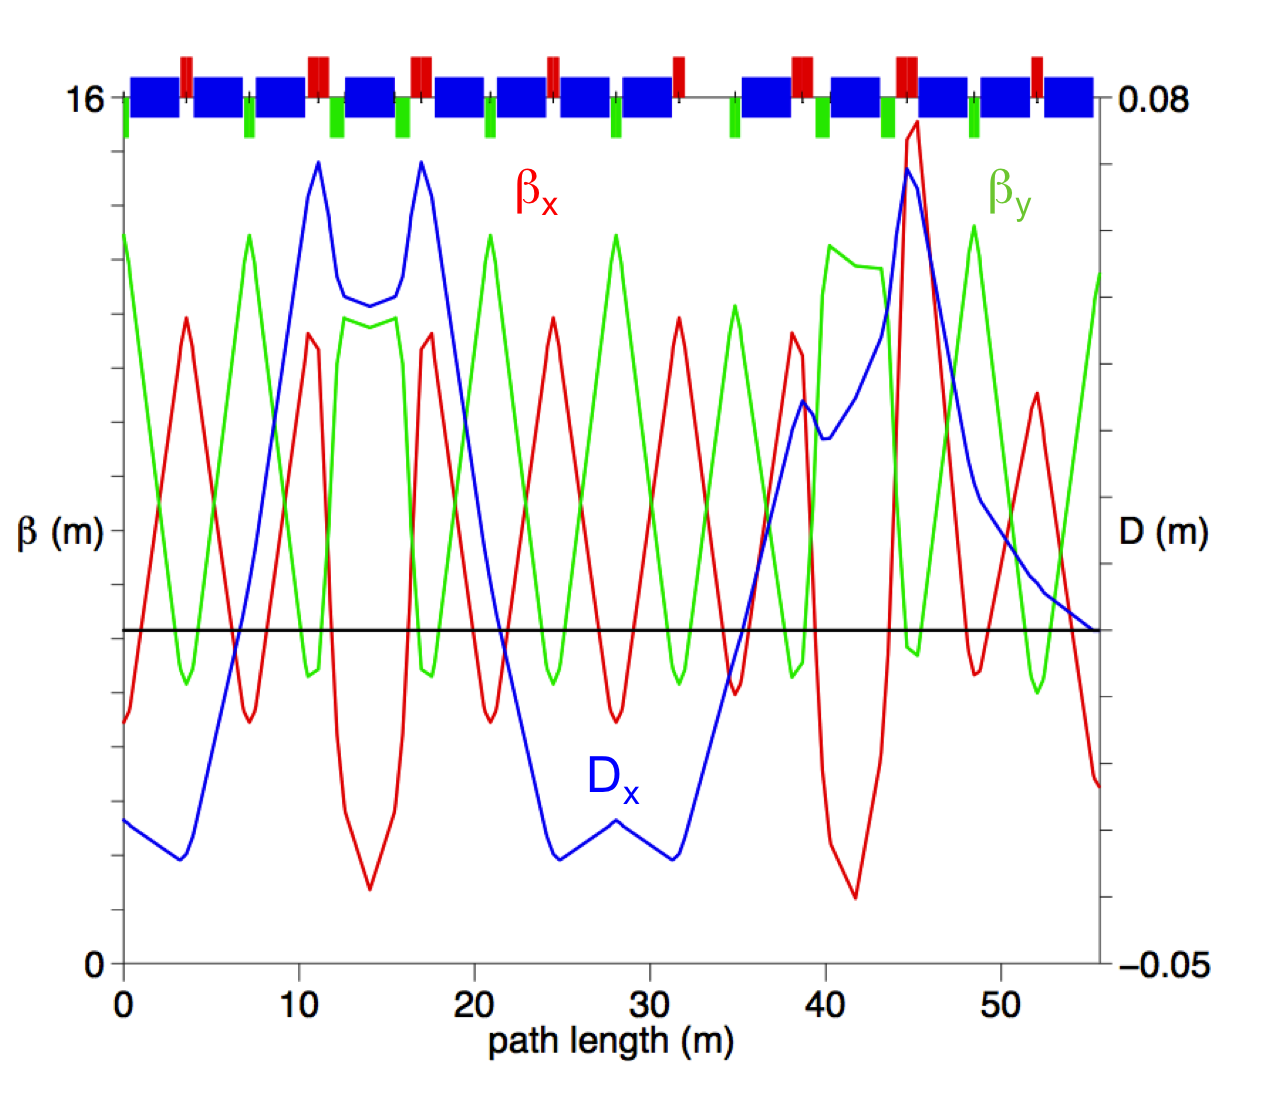 16
0.08
βx
βy
β (m)
D (m)
Dx
0
−0.05
0 10 20 30 40 50
path length (m)